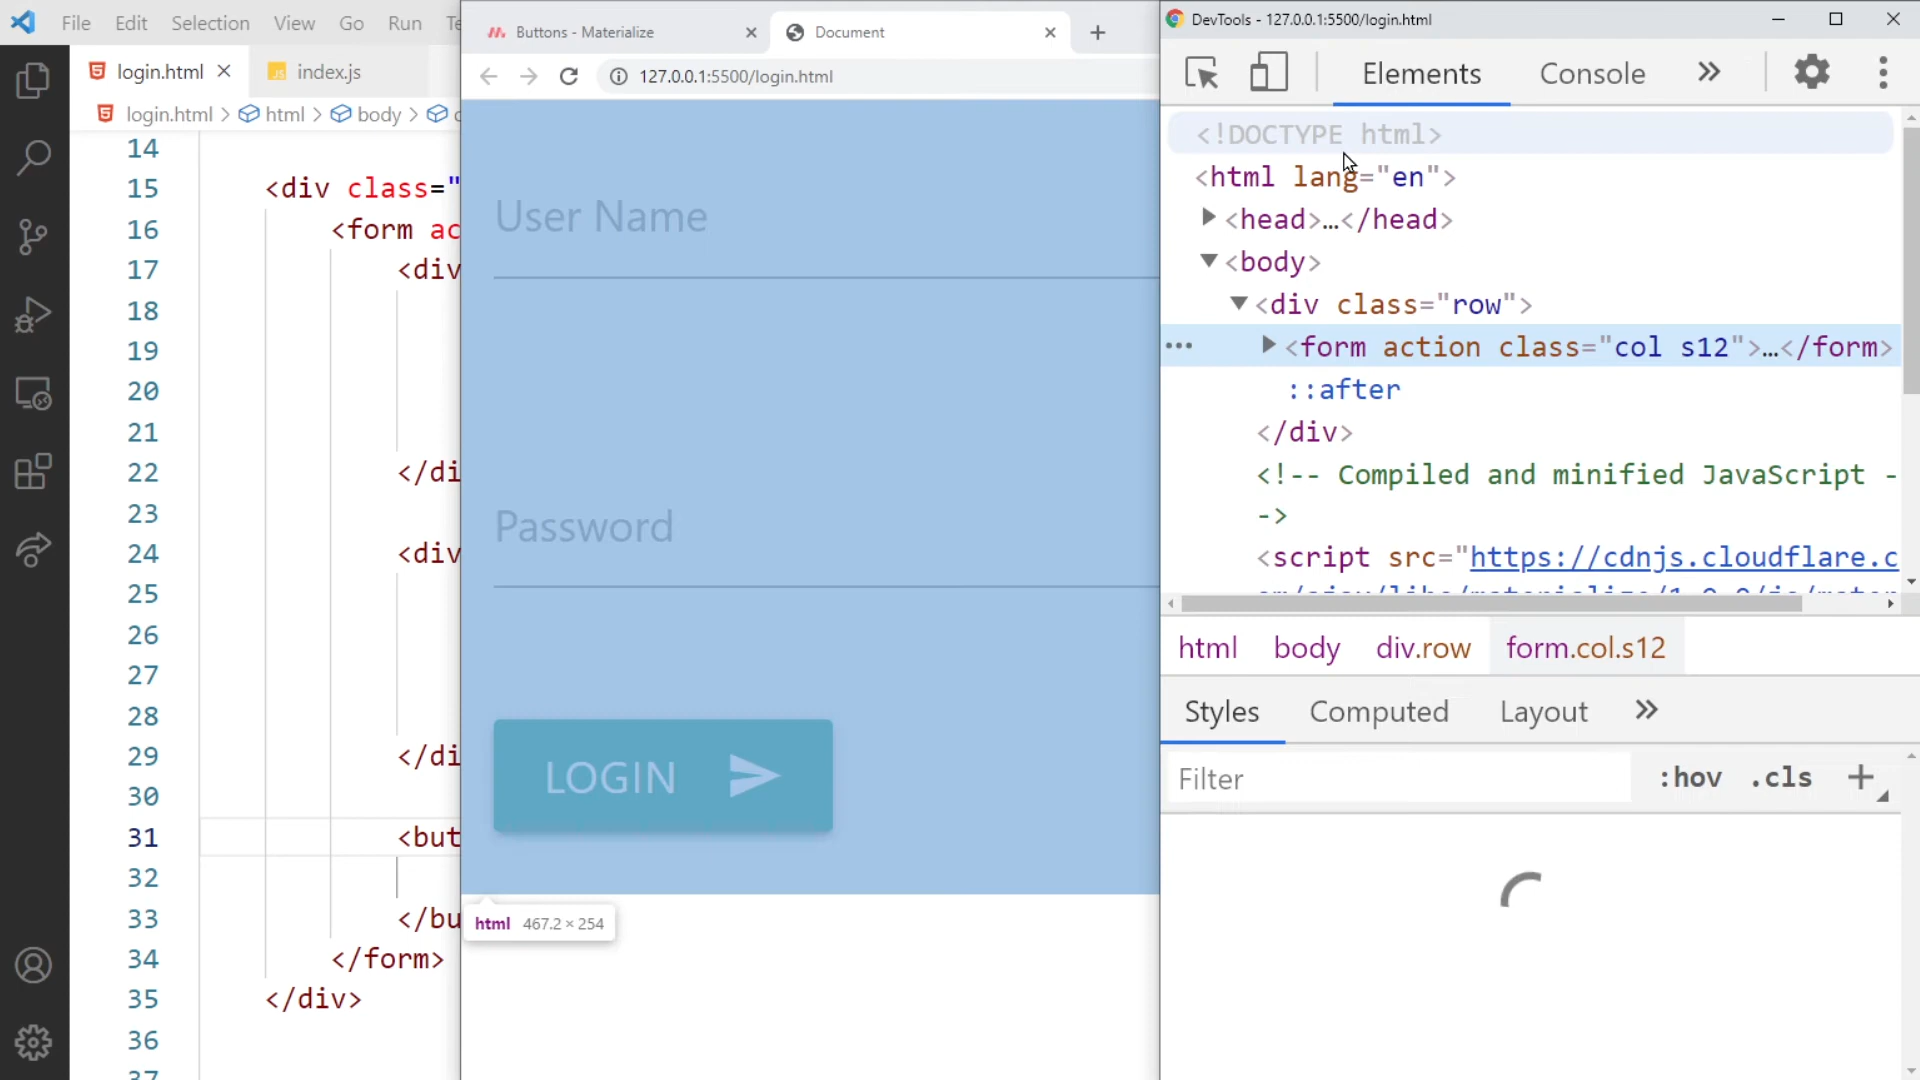 File Edit Selection View Go Run
login.html
index.js
login.html > html > body >
14
15 <div class="
16 <form ac
17 <div
18
19
20
21
22 </di
23
24 <div
25
26
27
28
29 </di
30
31 <but
32
33 </bu
34 </form>
35 </div>
36
37
Buttons - Materialize
Document
127.0.0.1:5500/login.html
User Name
Password
LOGIN
html 467.2 × 254
DevTools - 127.0.0.1:5500/login.html
Elements Console
<!DOCTYPE html>
<html lang="en">
<head>…</head>
<body>
<div class="row">
<form action class="col s12">…</form>
::after
</div>
<!-- Compiled and minified JavaScript -
->
<script src="https://cdnjs.cloudflare.c
html body div.row form.col.s12
Styles Computed Layout
Filter :hov .cls